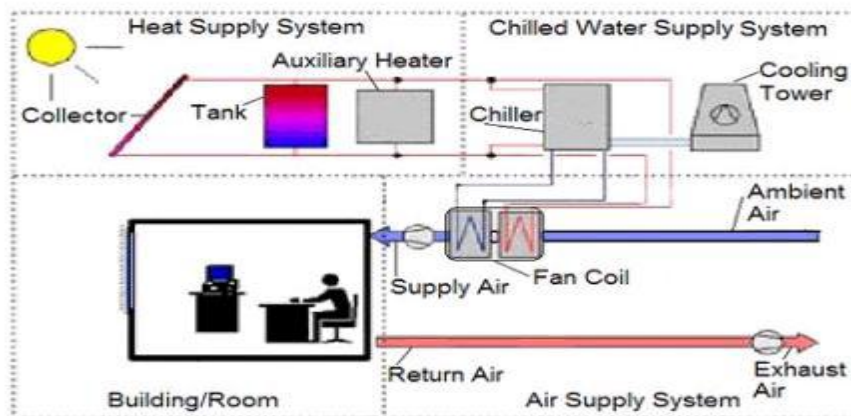 Heat Supply System
Chilled Water Supply System
Auxiliary Heater
Cooling
Tower
Collector
Tank
Chiller
Ambient
Air
Supply Air
Fan Coil
Return Air
Exhaust
Air
Building/Room
Air Supply System